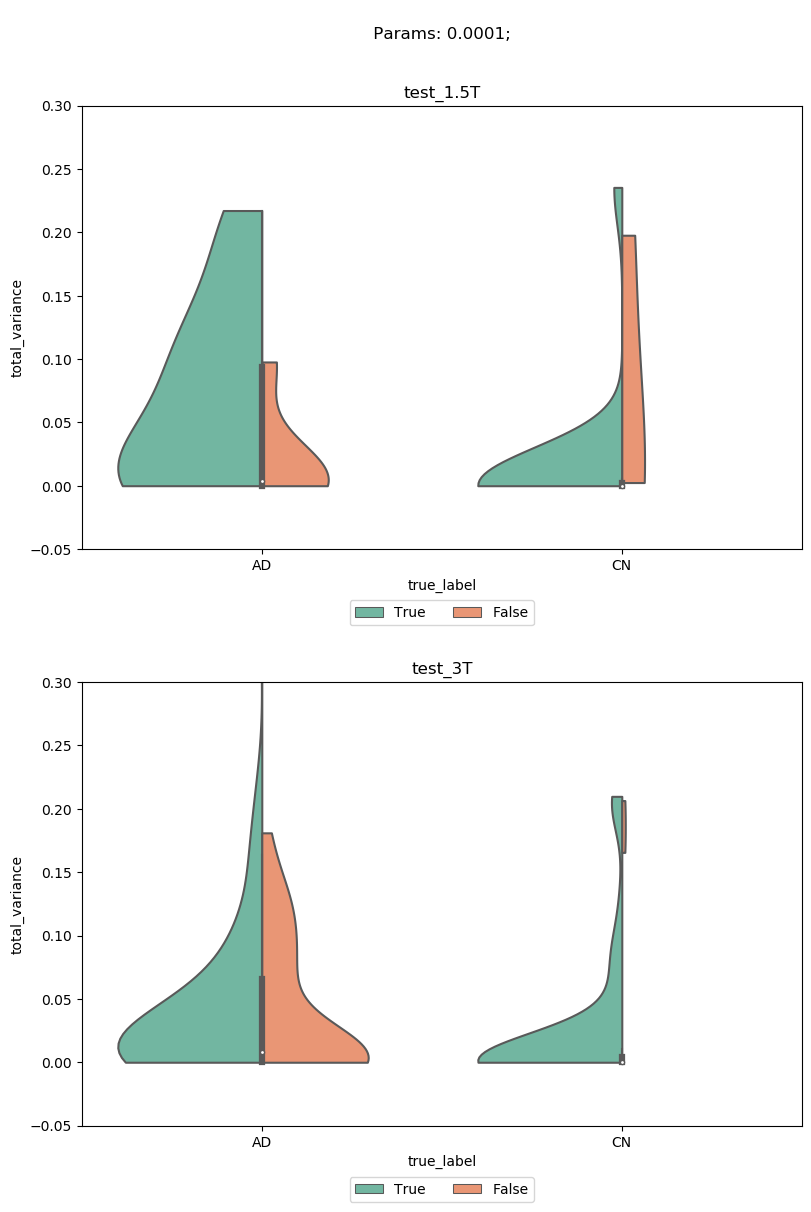 Params: 0.0001;
test_1.5T
0.30
0.25
0.20
0.15
0.10
0.05
0.00
−0.05
total_variance
AD CN
true_label
True False
test_3T
0.30
0.25
0.20
0.15
0.10
0.05
0.00
−0.05
total_variance
AD CN
true_label
True False